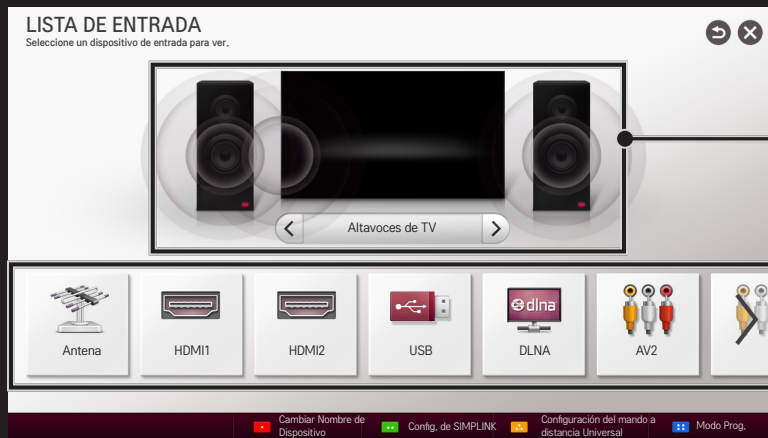 LISTA DE ENTRADA
Seleccione un dispositivo de entrada para ver.
Altavoces de TV
Antena
HDMI1
HDMI2
USB
dlna
DLNA
AV2
Cambiar Nombre de
Dispositivo
Config. de SIMPLINK
Configuración del mando a
distancia Universal
Modo Prog.